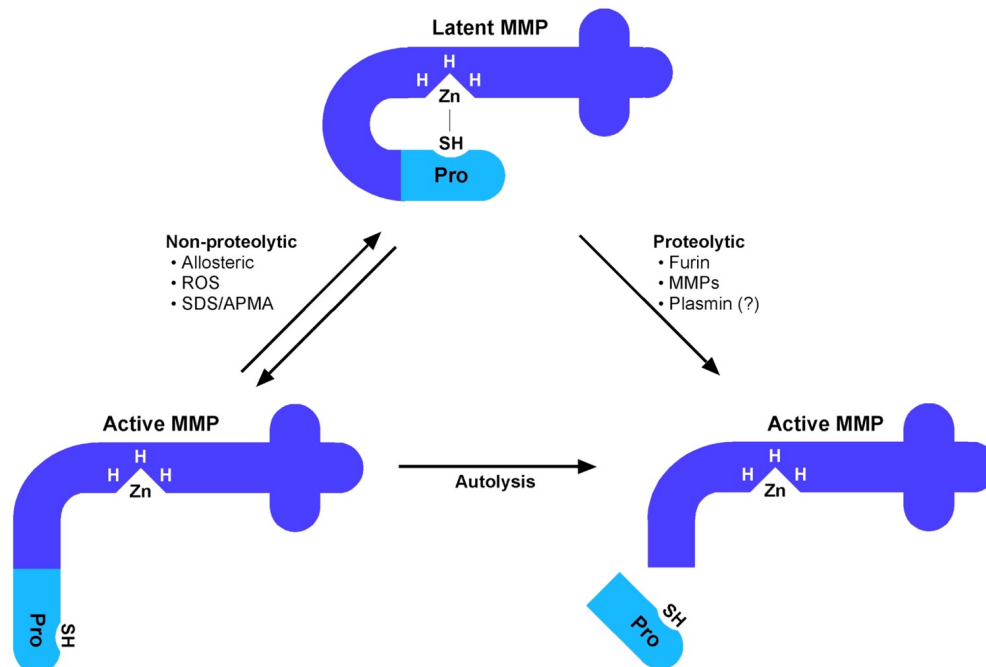 Latent MMP
H
H H
Zn
SH
Pro
Non-proteolytic
• Allosteric
• ROS
• SDS/APMA
Proteolytic
• Furin
• MMPs
• Plasmin (?)
Active MMP
H
H H
Zn
Pro
SH
Autolysis
Active MMP
H
H H
Zn
SH
Pro